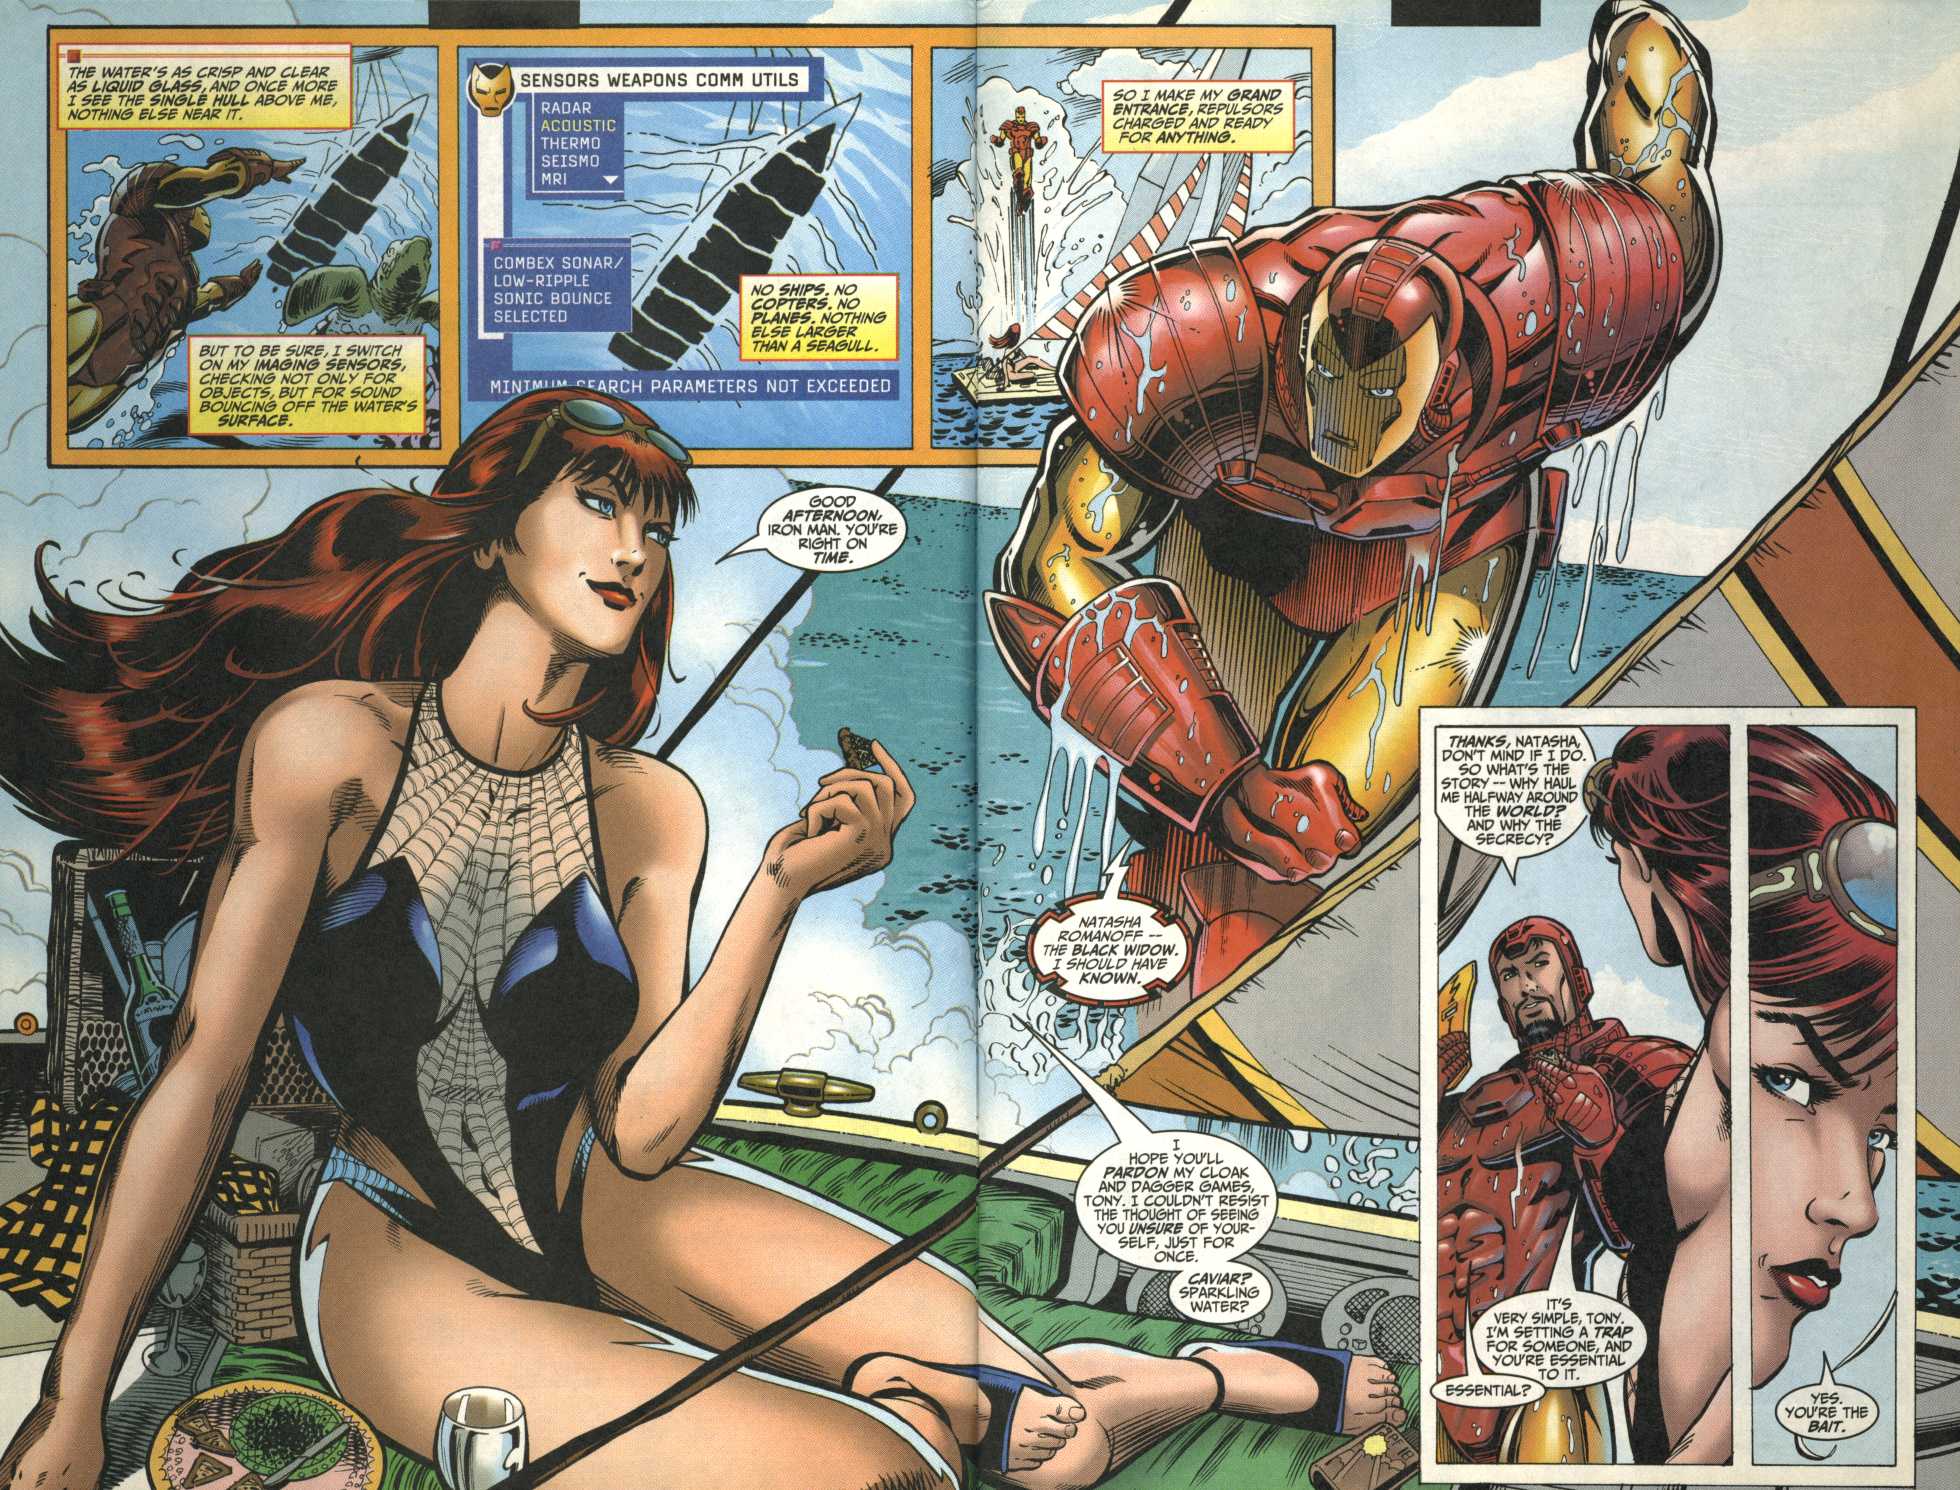 THE WATER'S AS CRISP AND CLEAR
AS LIQUID GLASS, AND ONCE MORE
I SEE THE SINGLE HULL ABOVE ME,
NOTHING ELSE NEAR IT.
BUT TO BE SURE, I SWITCH
ON MY IMAGING SENSORS,
CHECKING NOT ONLY FOR
OBJECTS, BUT FOR SOUND
BOUNCING OFF THE WATER'S
SURFACE.
SENSORS WEAPONS COMM UTILS
RADAR
ACOUSTIC
THERMO
SEISMO
MRI
COMBEX SONAR/
LOW-RIPPLE
SONIC BOUNCE
SELECTED
NO SHIPS. NO
COPTERS. NO
PLANES. NOTHING
ELSE LARGER
THAN A SEAGULL.
MINIMUM SEARCH PARAMETERS NOT EXCEEDED
SO I MAKE MY GRAND
ENTRANCE, REPULSORS
CHARGED AND READY
FOR ANYTHING.
GOOD
AFTERNOON,
IRON MAN. YOU'RE
RIGHT ON
TIME.
NATASHA
ROMANOFF --
THE BLACK WIDOW.
I SHOULD HAVE
KNOWN.
I
HOPE YOU'LL
PARDON MY CLOAK
AND DAGGER GAMES,
TONY. I COULDN'T RESIST
THE THOUGHT OF SEEING
YOU UNSURE OF YOUR-
SELF, JUST FOR
ONCE.
CAVIAR?
SPARKLING
WATER?
THANKS, NATASHA,
DON'T MIND IF I DO.
SO WHAT'S THE
STORY -- WHY HAUL
ME HALFWAY AROUND
THE WORLD?
AND WHY THE
SECRECY?
IT'S
VERY SIMPLE, TONY.
I'M SETTING A TRAP
FOR SOMEONE, AND
YOU'RE ESSENTIAL
TO IT.
ESSENTIAL?
YES.
YOU'RE THE
BAIT.